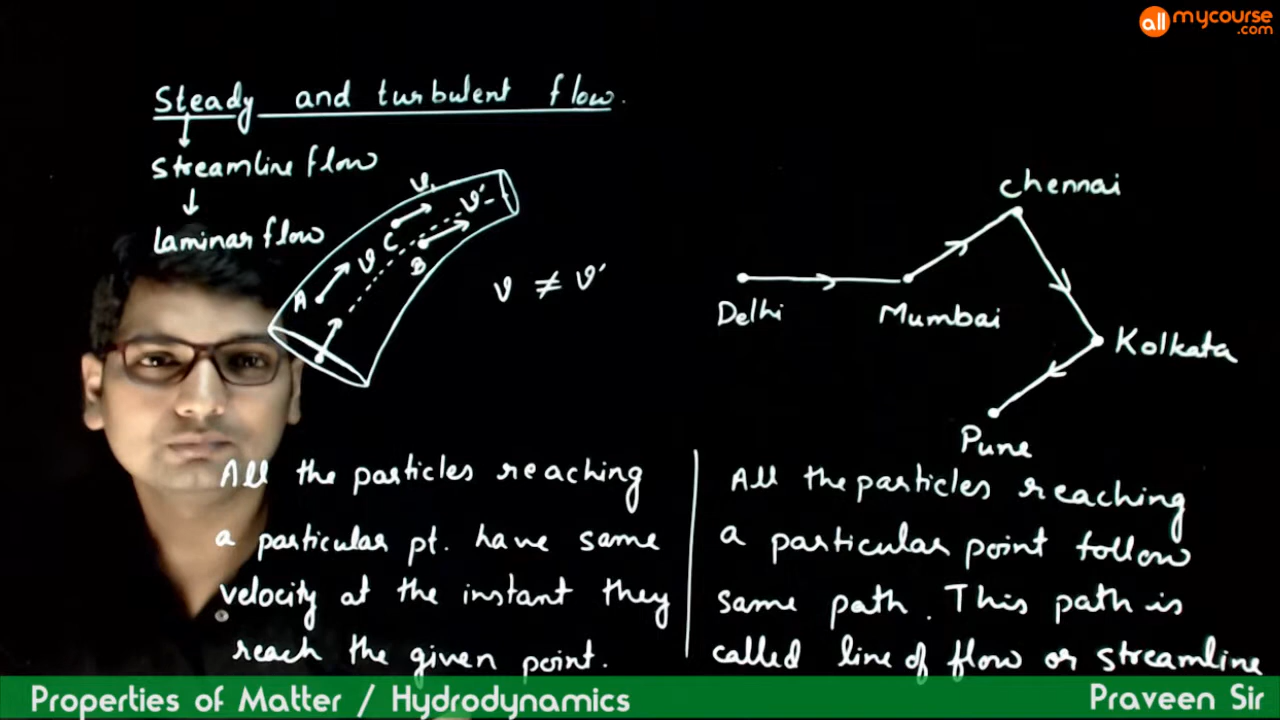 all mycourse
.com
Steady and turbulent flow.
Streamline flow
Laminar flow
A
v
C
v₁
B
v'
v ≠ v'
Delhi
Mumbai
Chennai
Kolkata
Pune
All the particles reaching
a particular pt. have same
velocity at the instant they
reach the given point.
All the particles reaching
a particular point follow
same path. This path is
called line of flow or streamline
Properties of Matter / Hydrodynamics
Praveen Sir